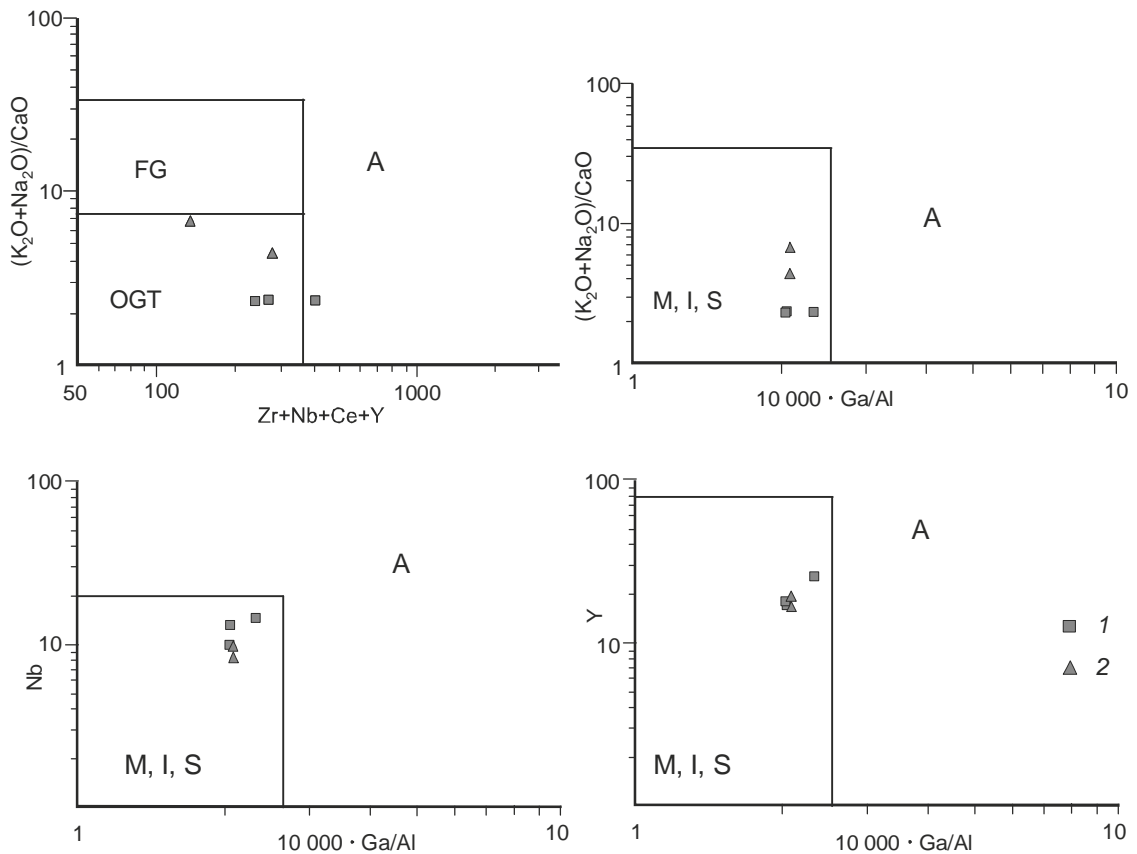 100
(K₂O+Na₂O)/CaO
FG
A
10
OGT
1
50
100
1000
Zr+Nb+Ce+Y
100
(K₂O+Na₂O)/CaO
10
A
M, I, S
1
1
10 000 · Ga/Al
10
100
Nb
A
10
M, I, S
1
10 000 · Ga/Al
10
100
Y
A
10
M, I, S
1
10 000 · Ga/Al
10
1
2